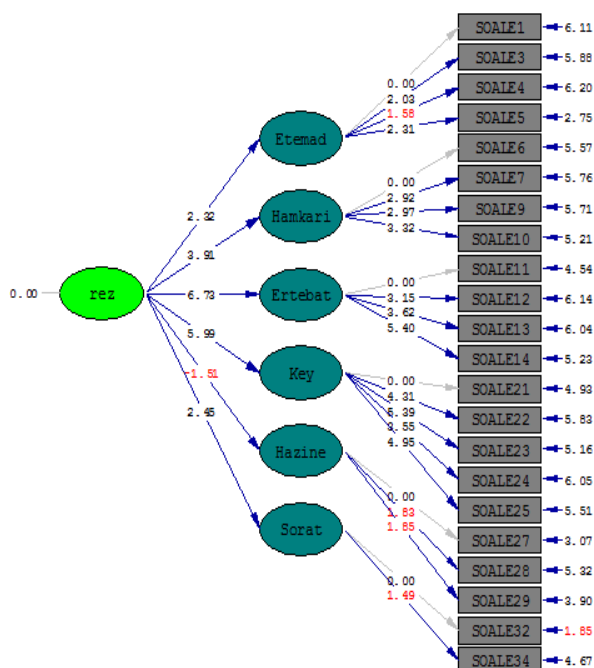 SOALE1 6.11
SOALE3 5.88
0.00
2.03 SOALE4 6.20
1.58
Etemad 2.31 SOALE5 2.75
SOALE6 5.57
0.00
2.92 SOALE7 5.76
2.32 Hamkari 2.97 SOALE9 5.71
3.32 SOALE10 5.21
3.91
0.00 SOALE11 4.54
0.00 rez 6.73 Ertebat 3.15 SOALE12 6.14
3.62 SOALE13 6.04
5.40
5.99 SOALE14 5.23
Key 0.00 SOALE21 4.93
-1.51 4.31
5.39 SOALE22 5.83
2.45 3.55
4.95 SOALE23 5.16
Hazine SOALE24 6.05
0.00 SOALE25 5.51
1.83
Sorat 1.85 SOALE27 3.07
SOALE28 5.32
0.00
1.49 SOALE29 3.90
SOALE32 1.85
SOALE34 4.67